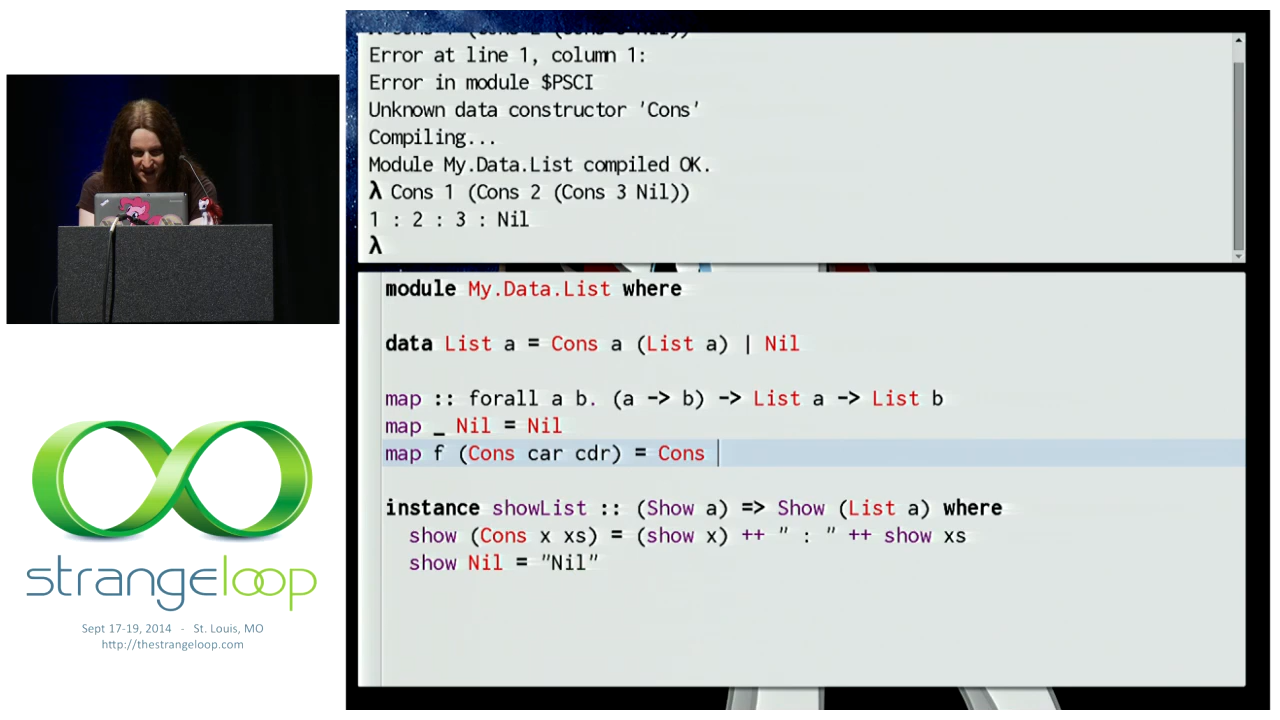 Error at line 1, column 1:
Error in module $PSCI
Unknown data constructor 'Cons'
Compiling...
Module My.Data.List compiled OK.
λ Cons 1 (Cons 2 (Cons 3 Nil))
1 : 2 : 3 : Nil
λ
module My.Data.List where
data List a = Cons a (List a) | Nil
map :: forall a b. (a -> b) -> List a -> List b
map _ Nil = Nil
map f (Cons car cdr) = Cons
instance showList :: (Show a) => Show (List a) where
show (Cons x xs) = (show x) ++ " : " ++ show xs
show Nil = "Nil"
strangeloop
Sept 17-19, 2014 - St. Louis, MO
http://thestrangeloop.com